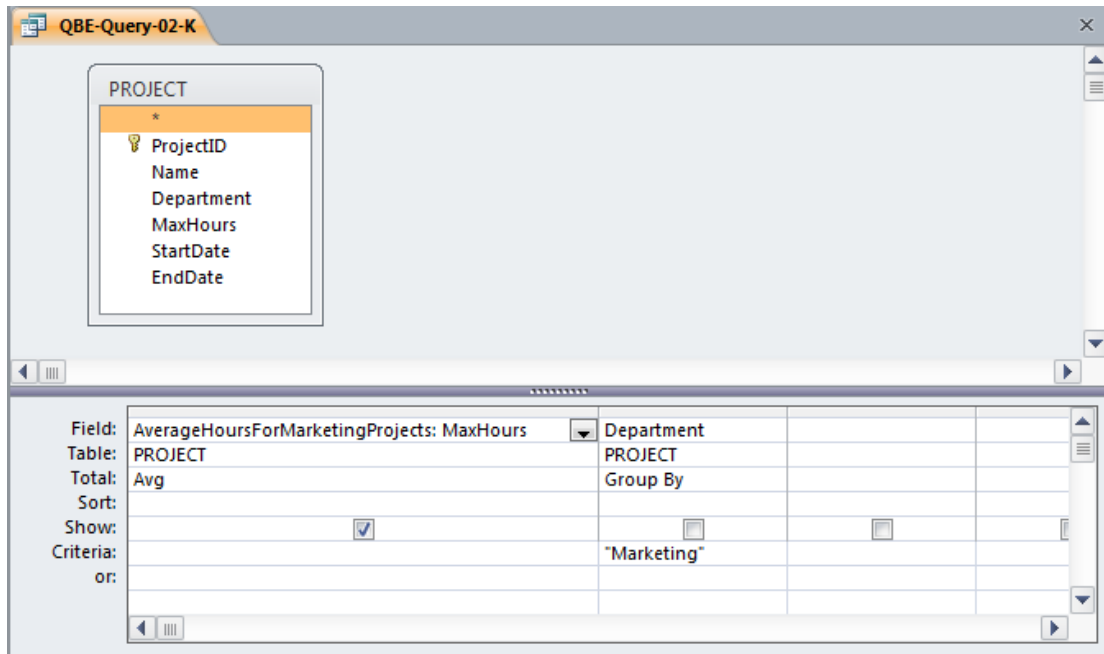 QBE-Query-02-K
PROJECT
*
ProjectID
Name
Department
MaxHours
StartDate
EndDate
Field: AverageHoursForMarketingProjects: MaxHours Department
Table: PROJECT PROJECT
Total: Avg Group By
Sort:
Show:
Criteria: "Marketing"
or: